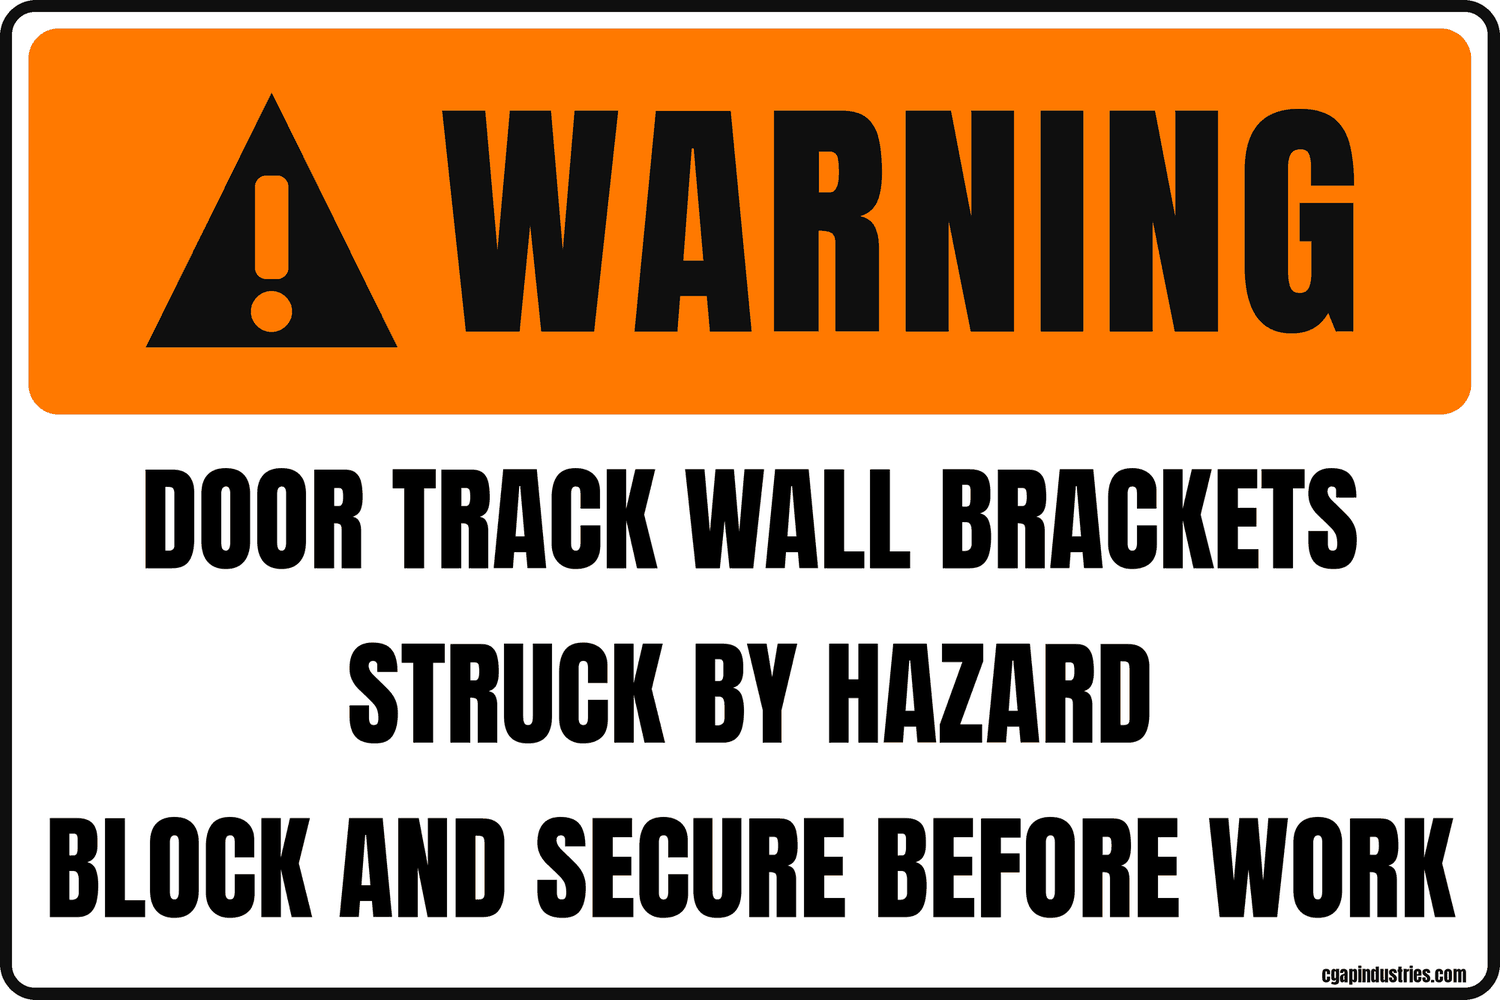 WARNING
DOOR TRACK WALL BRACKETS
STRUCK BY HAZARD
BLOCK AND SECURE BEFORE WORK
cgapindustries.com